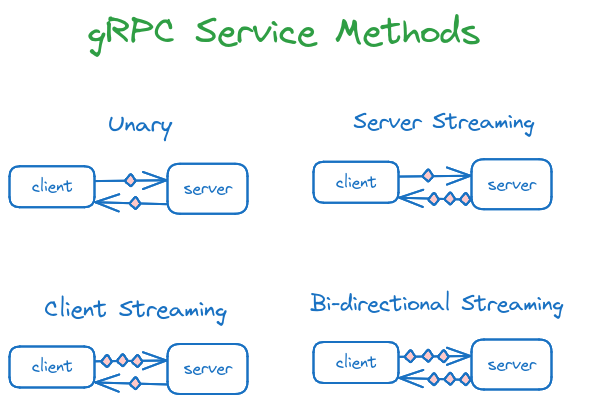 gRPC Service Methods
Unary
client
server
Server Streaming
client
server
Client Streaming
client
server
Bi-directional Streaming
client
server